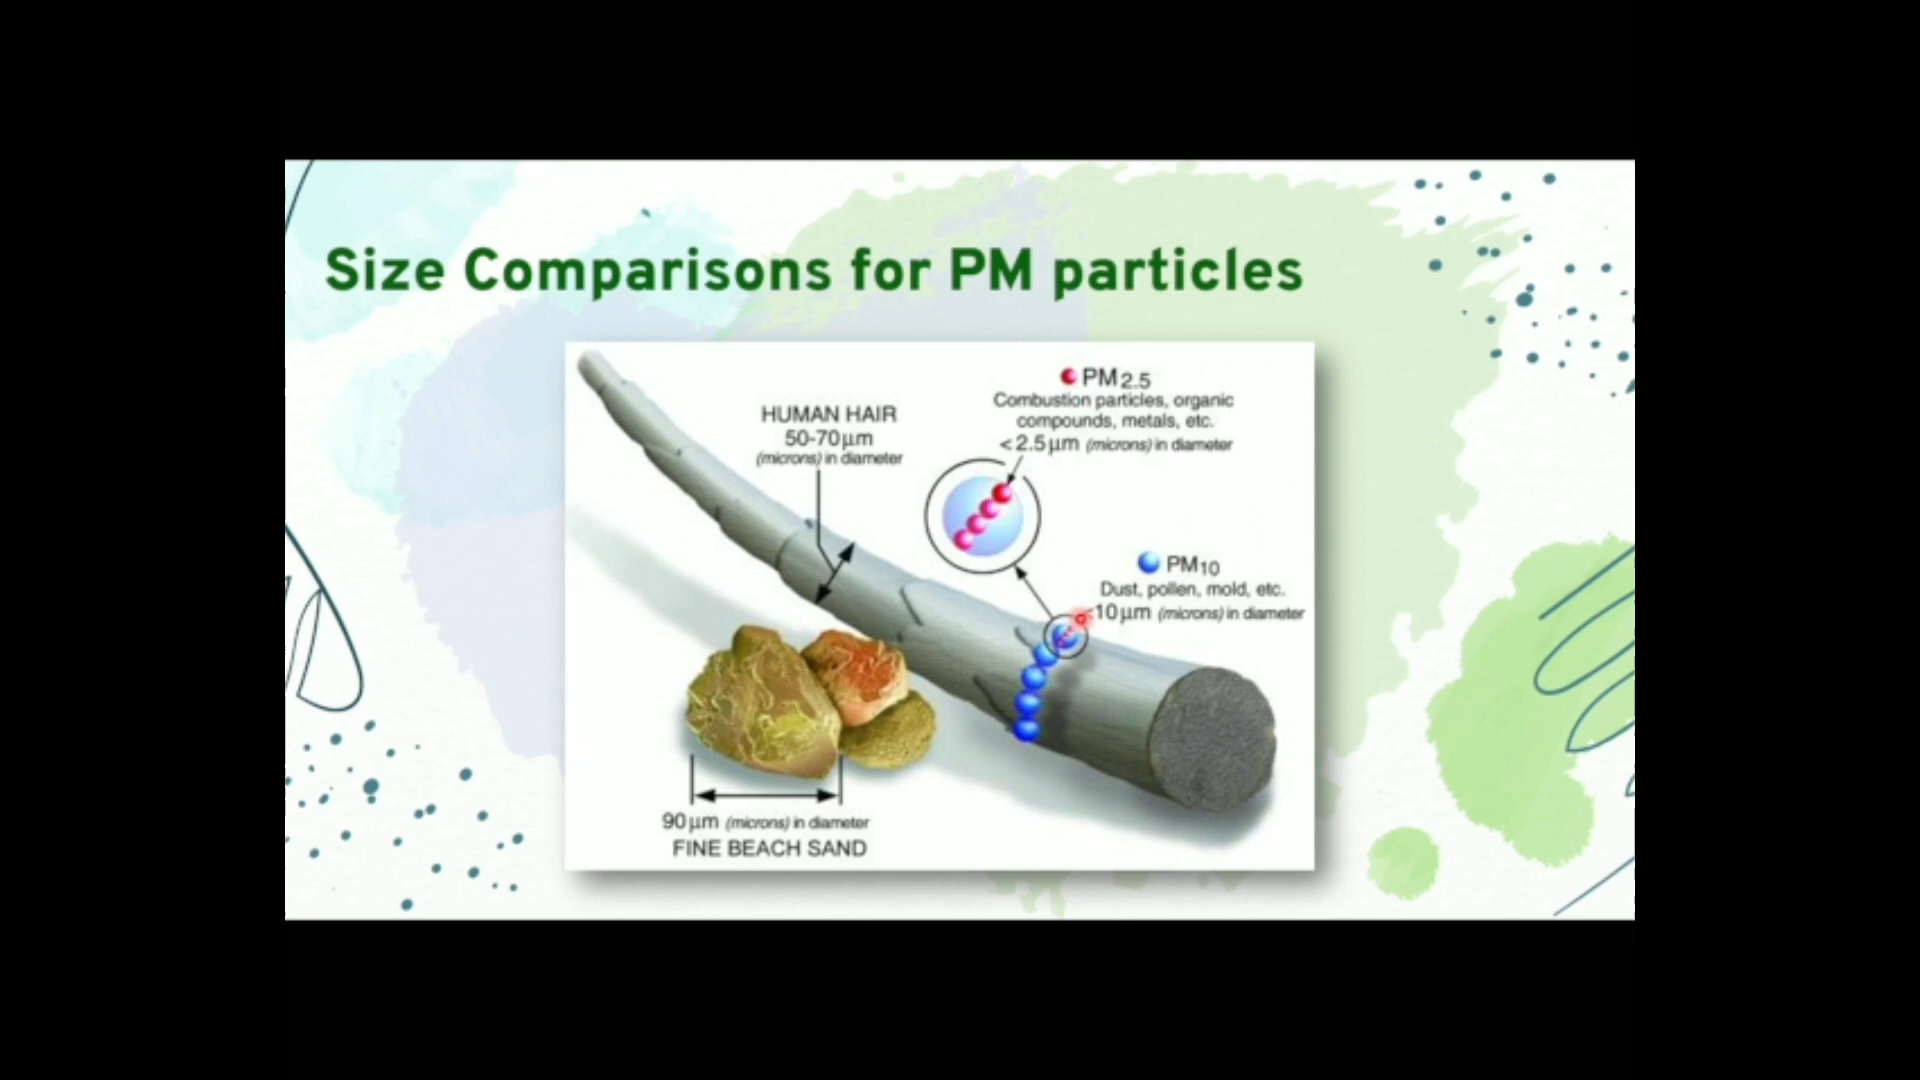 Size Comparisons for PM particles
HUMAN HAIR
50-70µm
(microns) in diameter
PM2.5
Combustion particles, organic
compounds, metals, etc.
<2.5µm (microns) in diameter
PM10
Dust, pollen, mold, etc.
<10µm (microns) in diameter
90µm (microns) in diameter
FINE BEACH SAND